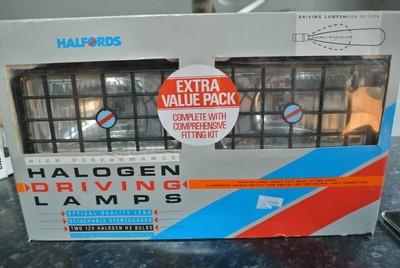 HALFORDS
DRIVING LAMPS
EXTRA
VALUE PACK
COMPLETE WITH
COMPREHENSIVE
FITTING KIT
HIGH PERFORMANCE
HALOGEN
DRIVING
LAMPS
OPTICAL QUALITY LENS
DETACHABLE STONEGUARDS
TWO 12V HALOGEN H3 BULBS